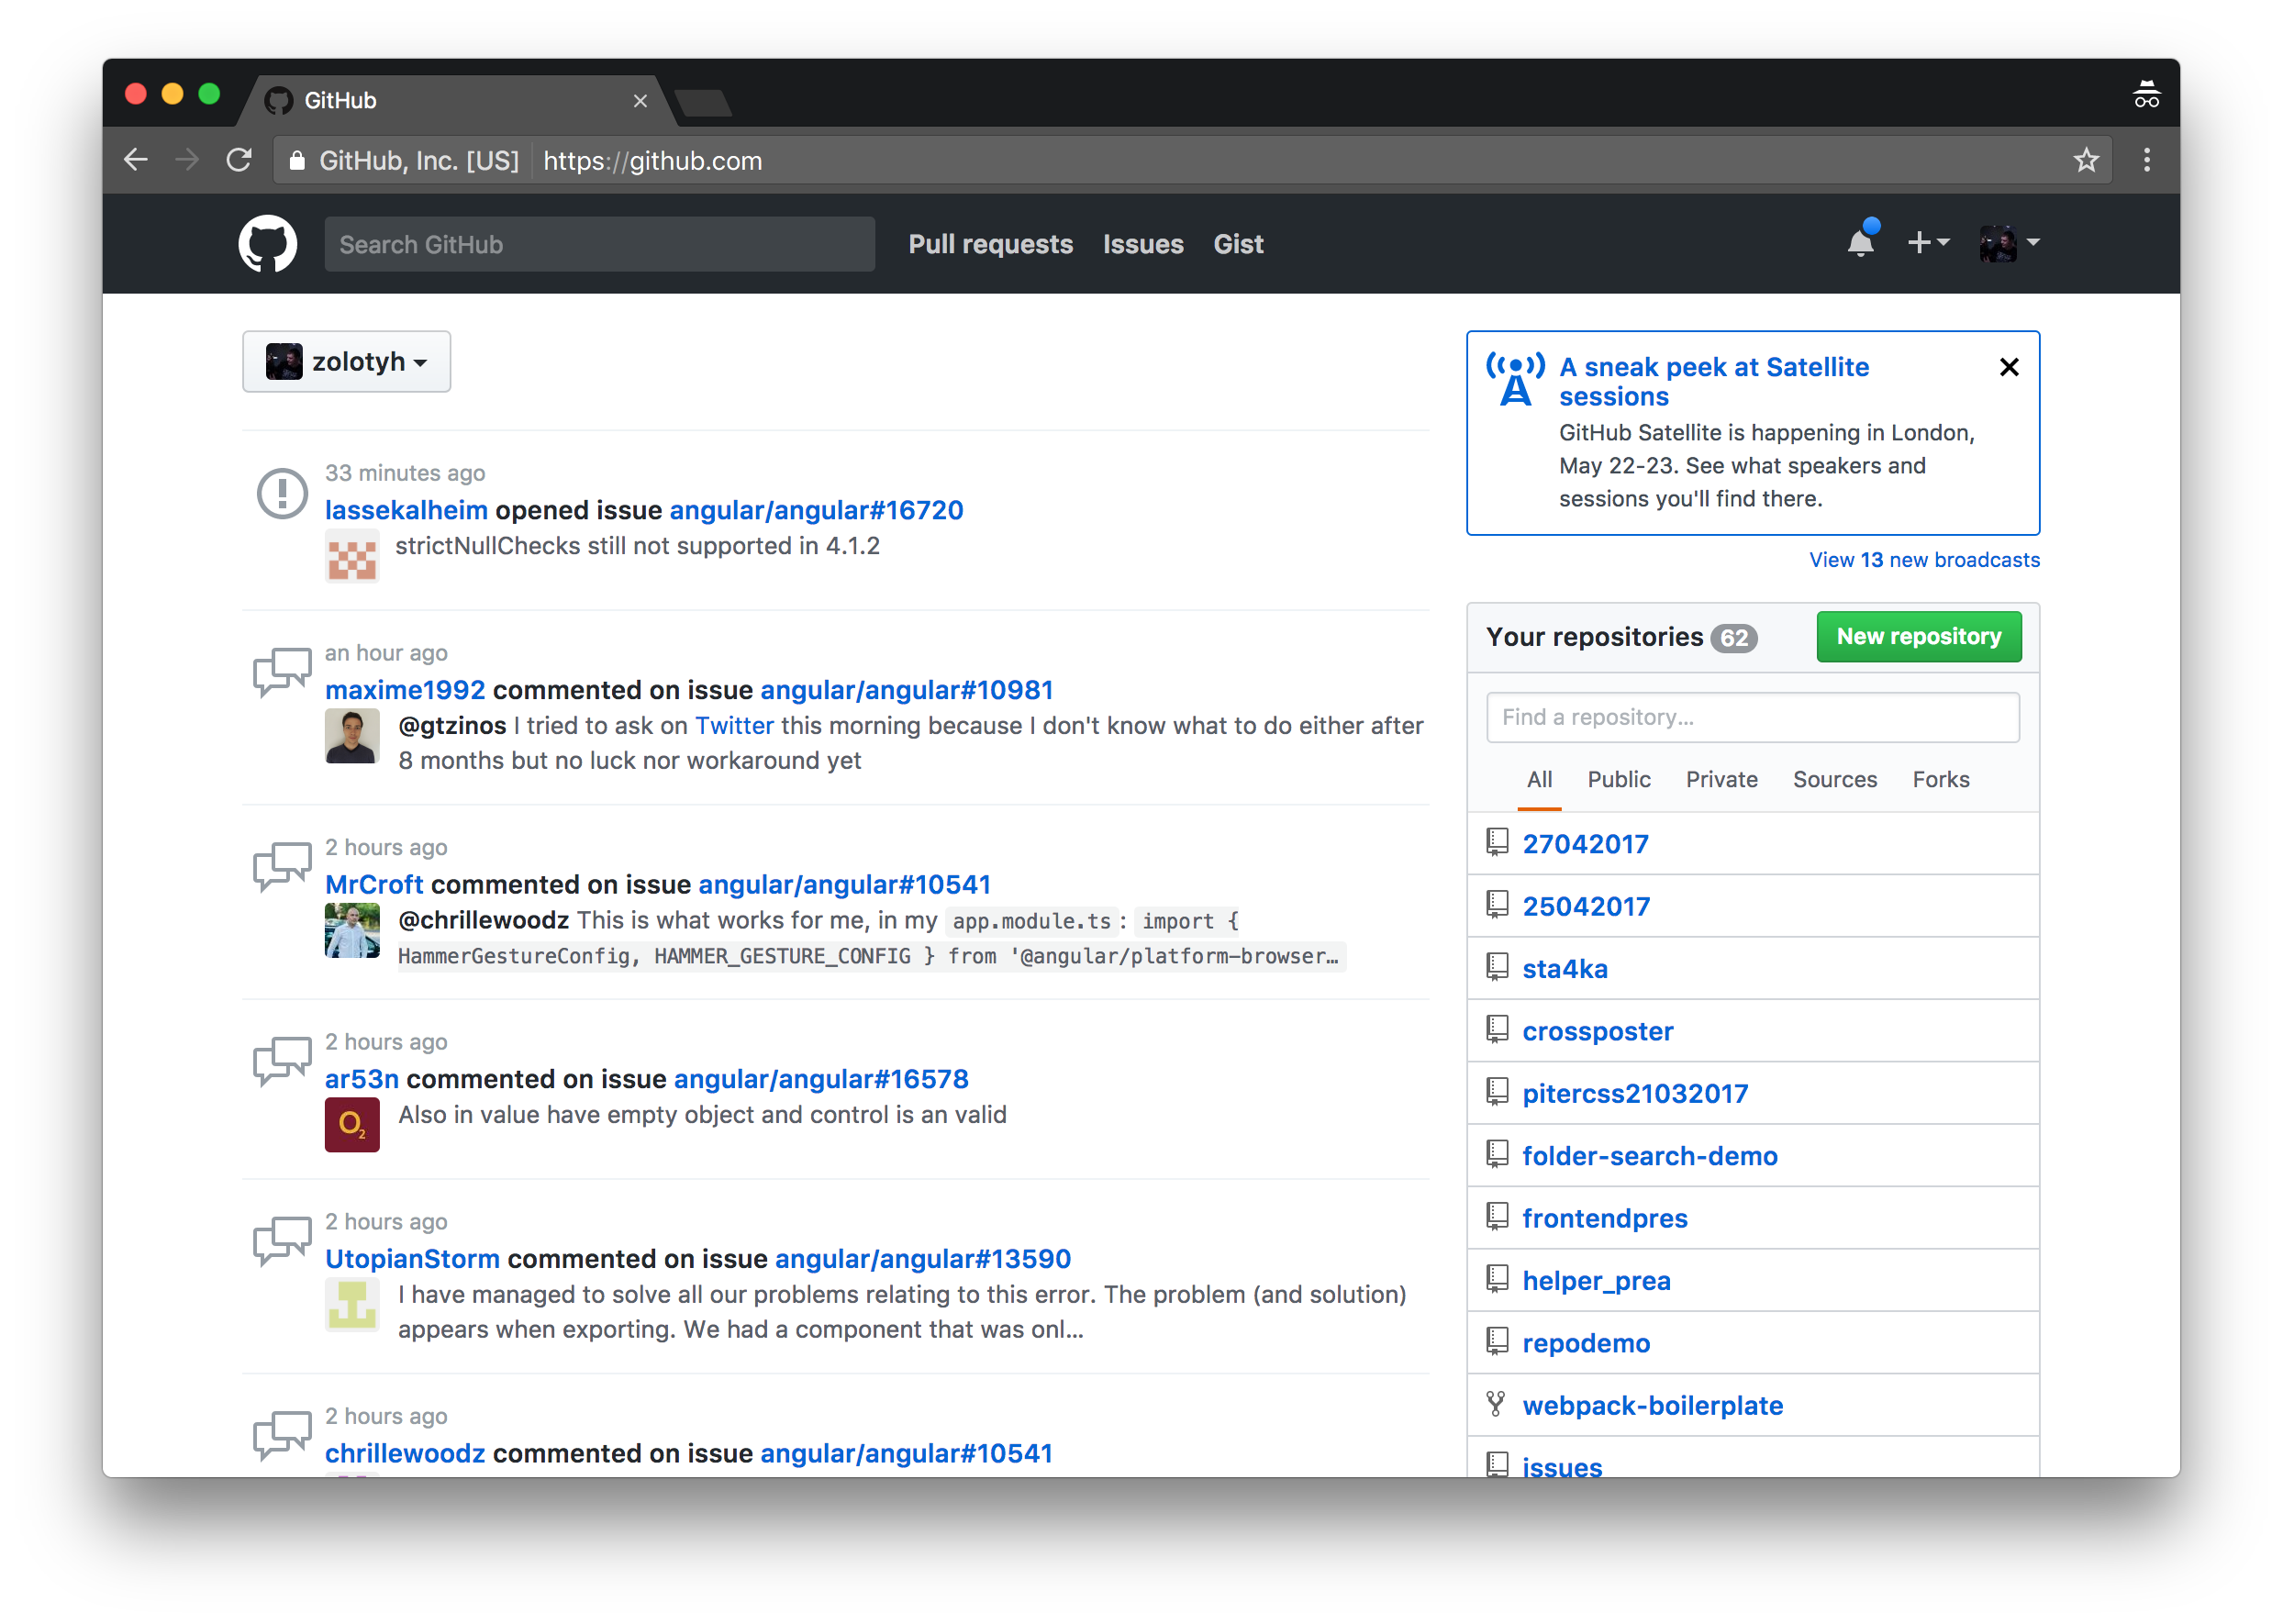 GitHub
GitHub, Inc. [US] https://github.com
Search GitHub
Pull requests Issues Gist
zolotyh
33 minutes ago
lassekalheim opened issue angular/angular#16720
strictNullChecks still not supported in 4.1.2
an hour ago
maxime1992 commented on issue angular/angular#10981
@gtzinos I tried to ask on Twitter this morning because I don't know what to do either after
8 months but no luck nor workaround yet
2 hours ago
MrCroft commented on issue angular/angular#10541
@chrillewoodz This is what works for me, in my app.module.ts: import {
HammerGestureConfig, HAMMER_GESTURE_CONFIG } from '@angular/platform-browser…
2 hours ago
ar53n commented on issue angular/angular#16578
O2
Also in value have empty object and control is an valid
2 hours ago
UtopianStorm commented on issue angular/angular#13590
I have managed to solve all our problems relating to this error. The problem (and solution)
appears when exporting. We had a component that was onl...
2 hours ago
chrillewoodz commented on issue angular/angular#10541
A sneak peek at Satellite
sessions
GitHub Satellite is happening in London,
May 22-23. See what speakers and
sessions you'll find there.
View 13 new broadcasts
Your repositories 62
New repository
Find a repository...
All Public Private Sources Forks
27042017
25042017
sta4ka
crossposter
pitercss21032017
folder-search-demo
frontendpres
helper_prea
repodemo
webpack-boilerplate
issues